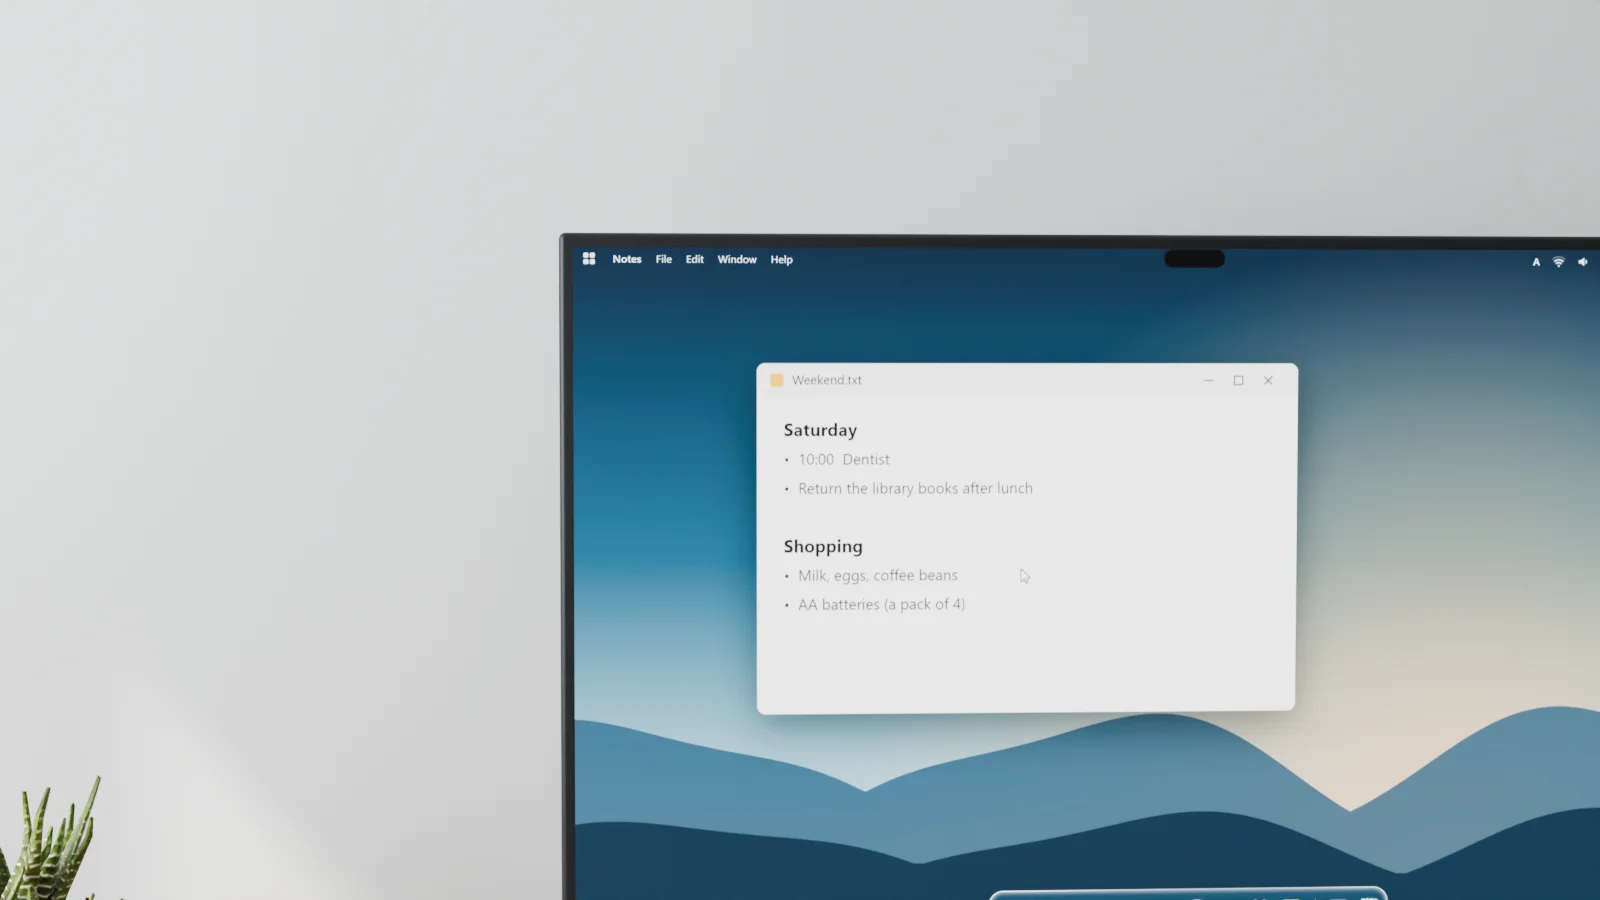 Notes File Edit Window Help
A
Weekend.txt
Saturday
• 10:00 Dentist
• Return the library books after lunch
Shopping
• Milk, eggs, coffee beans
• AA batteries (a pack of 4)